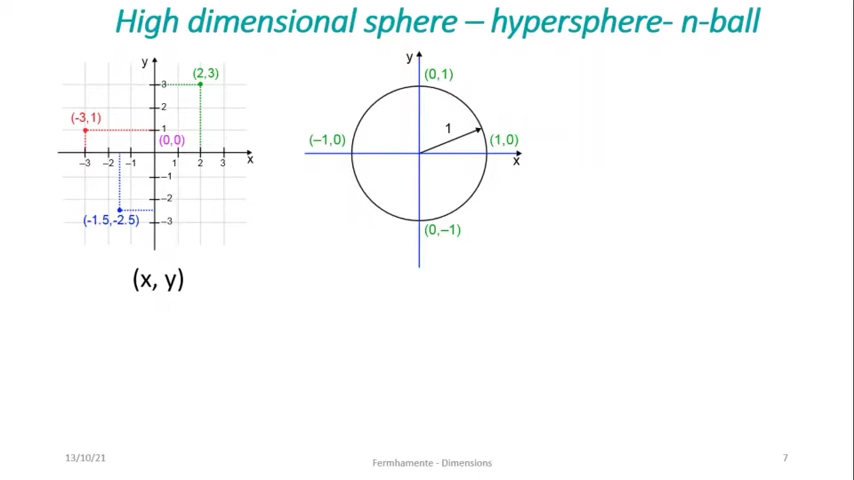 High dimensional sphere – hypersphere- n-ball
y
(2,3)
3
2
(-3,1)
1
(0,0)
x
−3 −2 −1 1 2 3
−1
−2
(-1.5,-2.5)
−3
(x, y)
y
(0,1)
1
(−1,0)
(1,0)
x
(0,−1)
13/10/21
Fermhamente - Dimensions
7